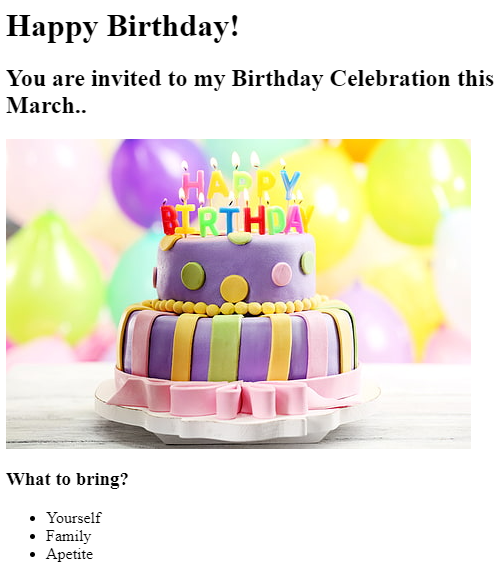 Happy Birthday!
You are invited to my Birthday Celebration this
March..
HAPPY
BIRTHDAY
What to bring?
Yourself
Family
Apetite